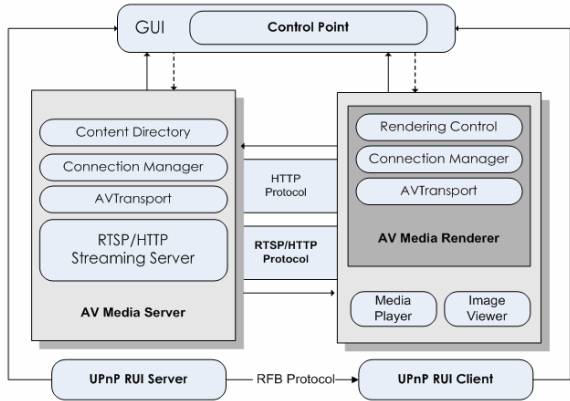 GUI
Control Point
Content Directory
Connection Manager
AVTransport
RTSP/HTTP
Streaming Server
AV Media Server
HTTP
Protocol
RTSP/HTTP
Protocol
Rendering Control
Connection Manager
AVTransport
AV Media Renderer
Media
Player
Image
Viewer
UPnP RUI Server
RFB Protocol
UPnP RUI Client